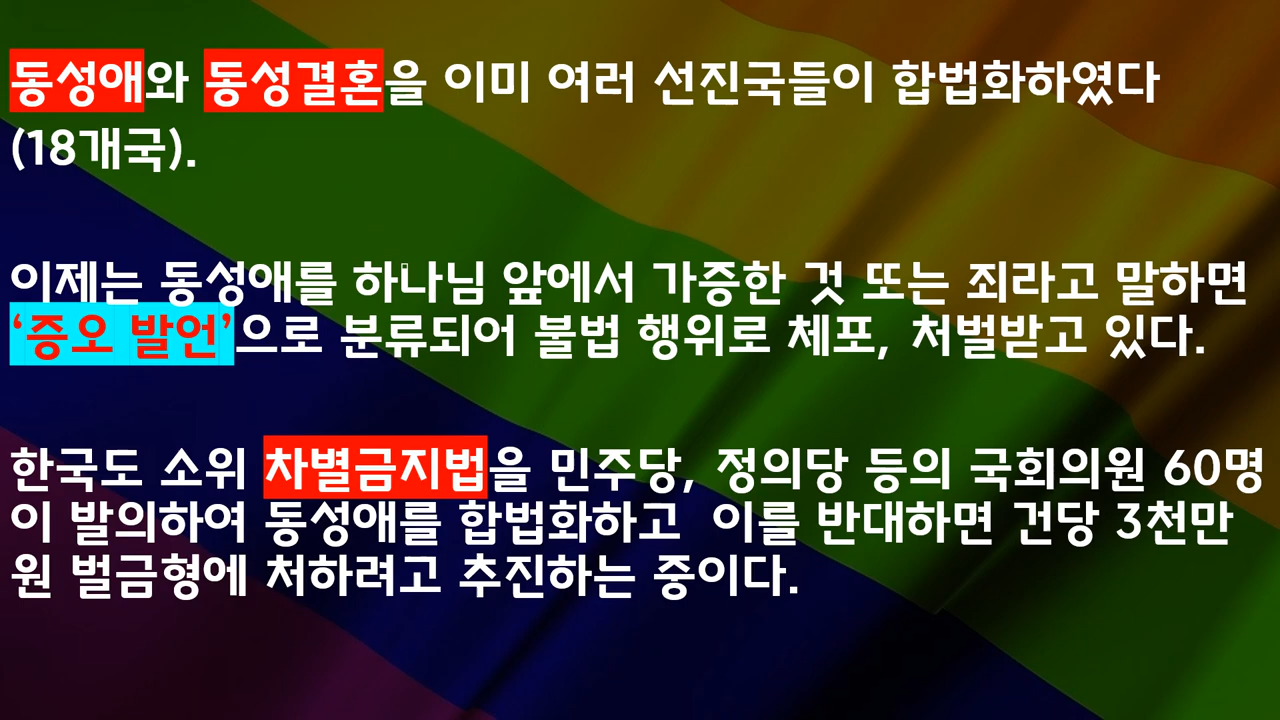 동성애와 동성결혼을 이미 여러 선진국들이 합법화하였다
(18개국).
이제는 동성애를 하나님 앞에서 가증한 것 또는 죄라고 말하면
‘증오 발언’으로 분류되어 불법 행위로 체포, 처벌받고 있다.
한국도 소위 차별금지법을 민주당, 정의당 등의 국회의원 60명
이 발의하여 동성애를 합법화하고 이를 반대하면 건당 3천만
원 벌금형에 처하려고 추진하는 중이다.